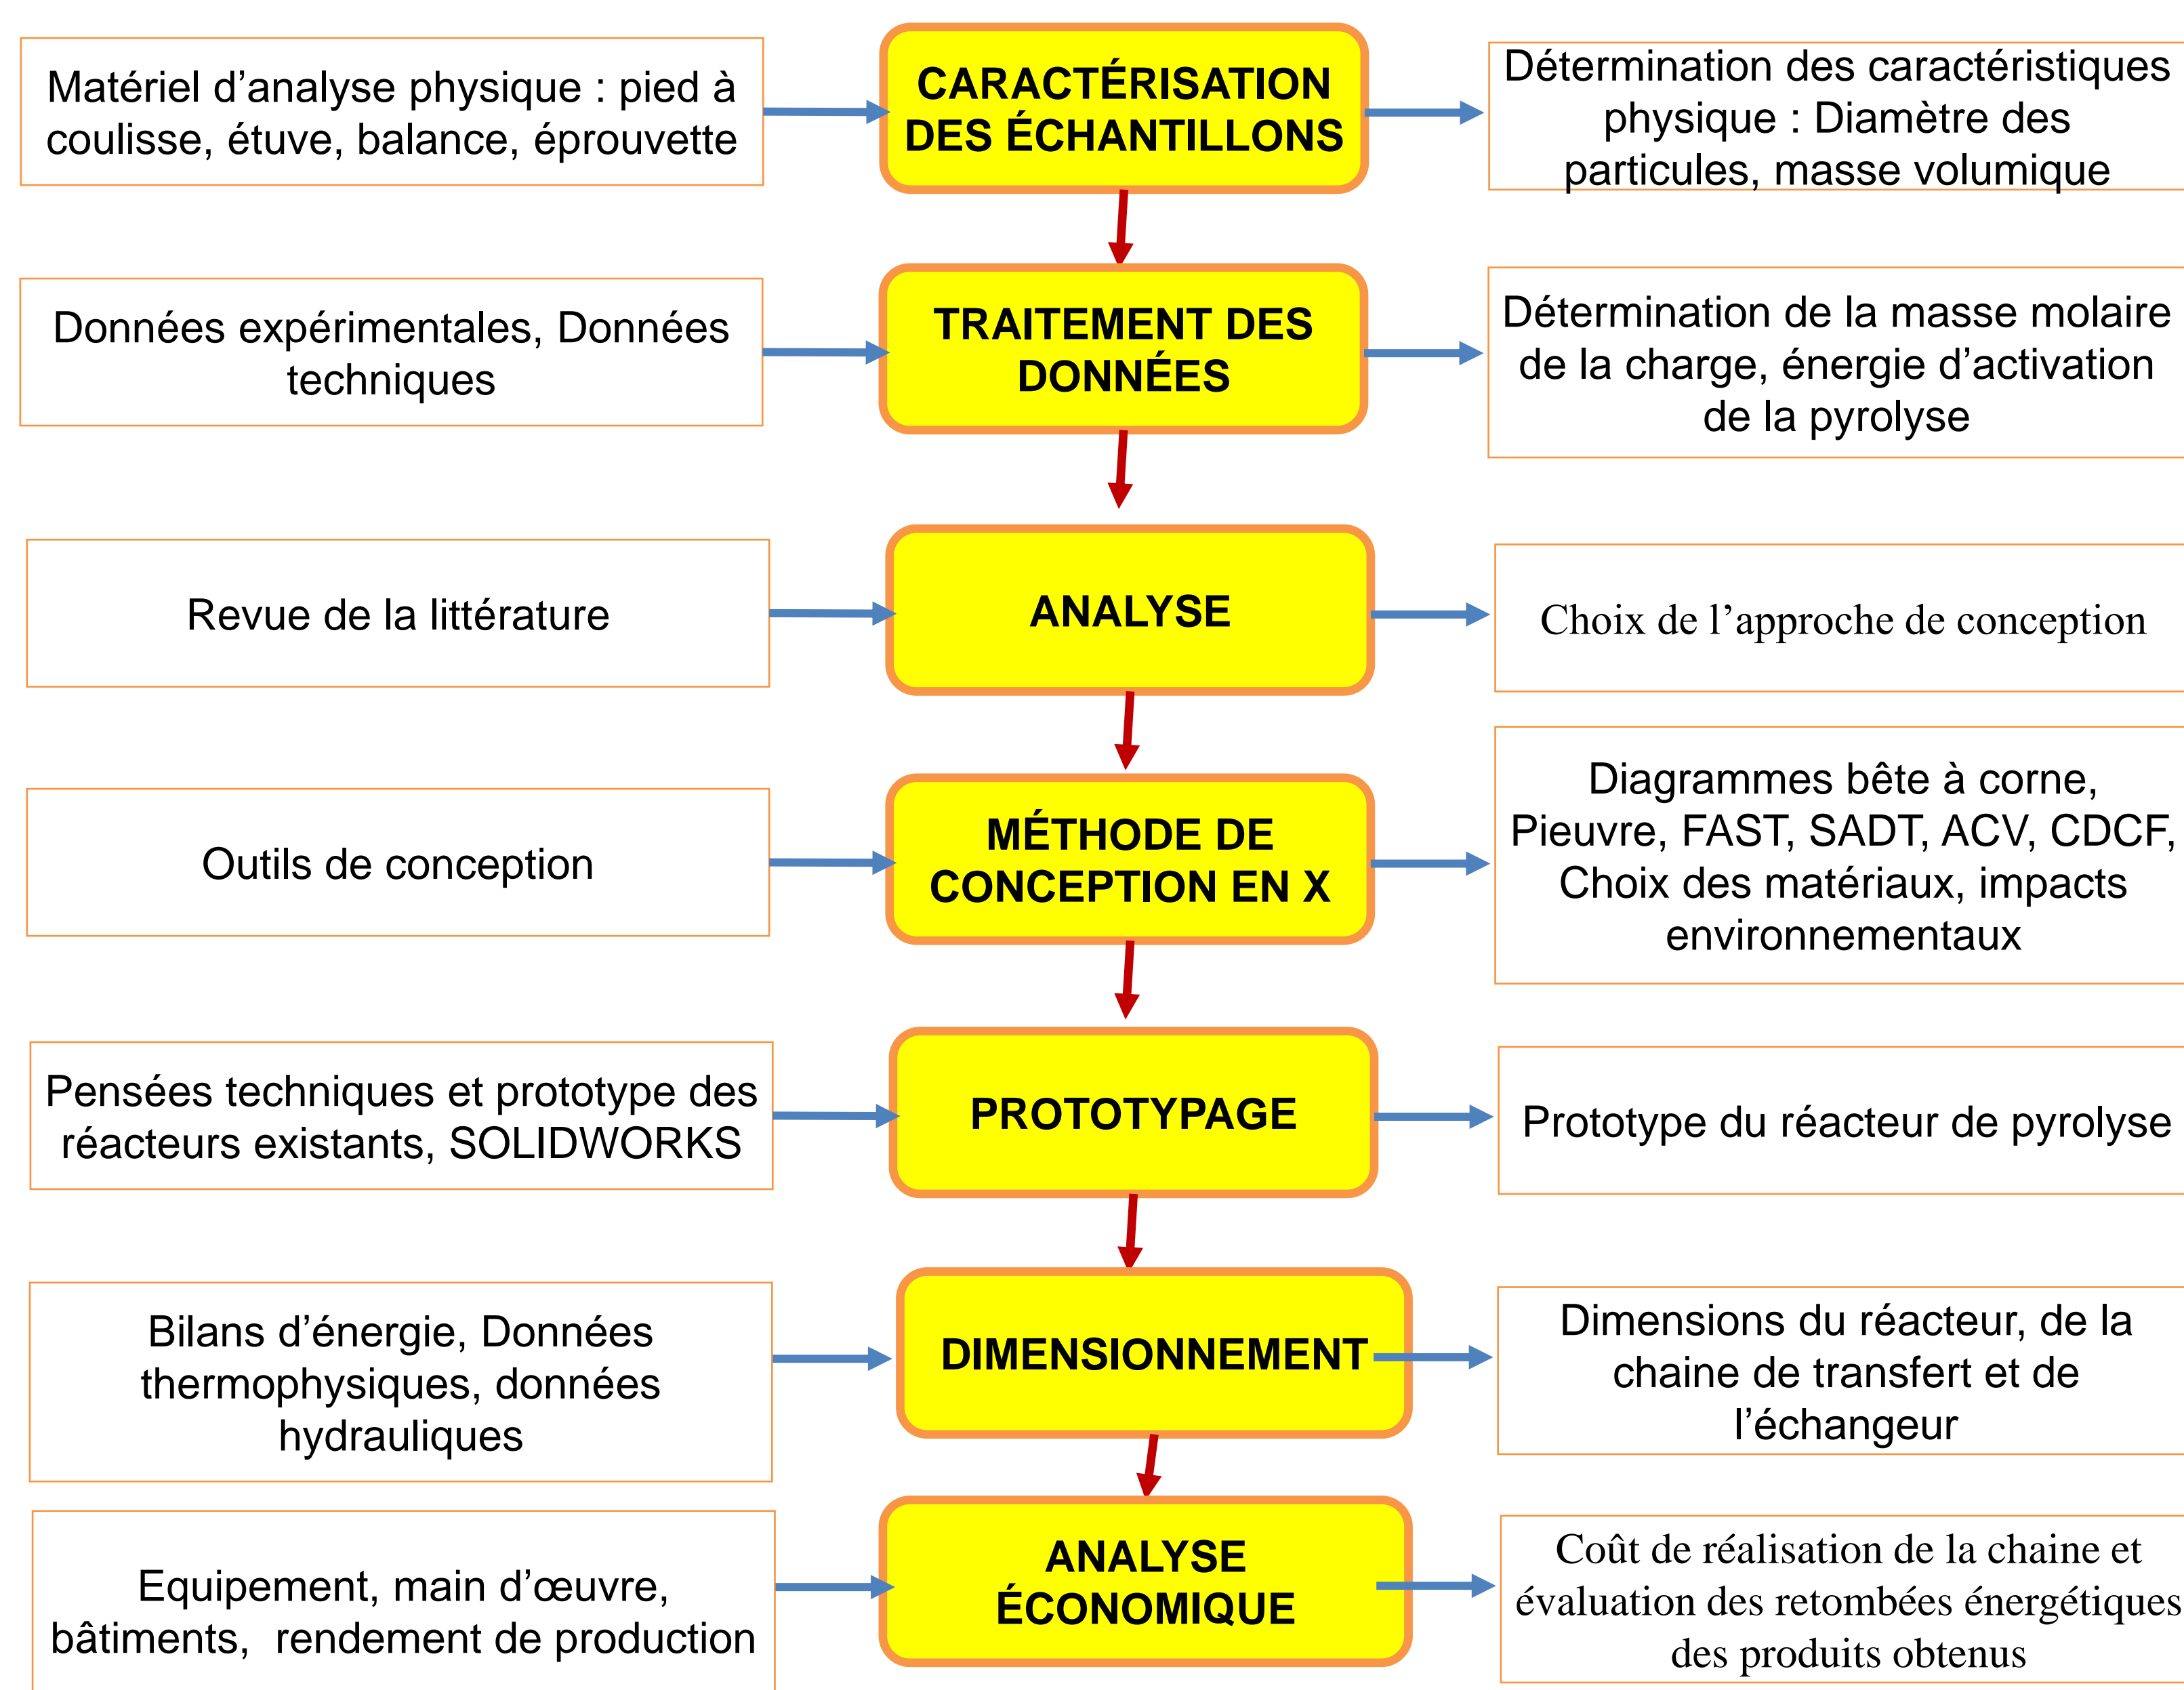 Matériel d’analyse physique : pied à
coulisse, étuve, balance, éprouvette
CARACTÉRISATION
DES ÉCHANTILLONS
Détermination des caractéristiques
physique : Diamètre des
particules, masse volumique
Données expérimentales, Données
techniques
TRAITEMENT DES
DONNÉES
Détermination de la masse molaire
de la charge, énergie d’activation
de la pyrolyse
Revue de la littérature
ANALYSE
Choix de l’approche de conception
Outils de conception
MÉTHODE DE
CONCEPTION EN X
Diagrammes bête à corne,
Pieuvre, FAST, SADT, ACV, CDCF,
Choix des matériaux, impacts
environnementaux
Pensées techniques et prototype des
réacteurs existants, SOLIDWORKS
PROTOTYPAGE
Prototype du réacteur de pyrolyse
Bilans d’énergie, Données
thermophysiques, données
hydrauliques
DIMENSIONNEMENT
Dimensions du réacteur, de la
chaine de transfert et de
l’échangeur
Equipement, main d’œuvre,
bâtiments, rendement de production
ANALYSE
ÉCONOMIQUE
Coût de réalisation de la chaine et
évaluation des retombées énergétiques
des produits obtenus